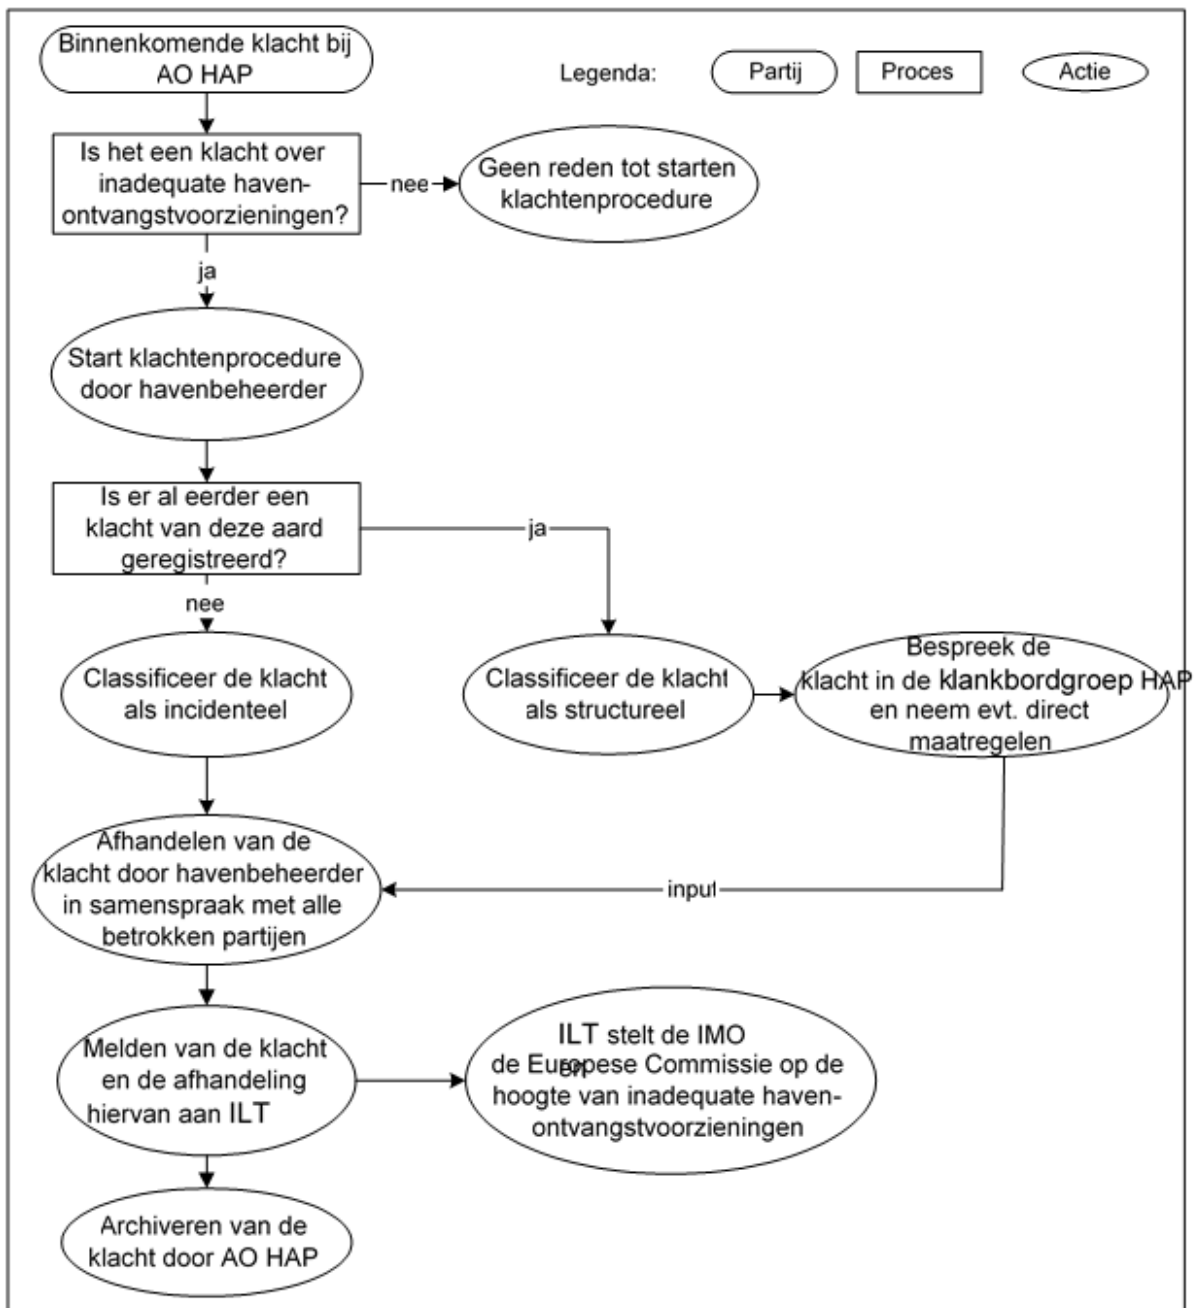 Binnenkomende klacht bij
AO HAP
Legenda:
Partij
Proces
Actie
Is het een klacht over
inadequate haven-
ontvangstvoorzieningen?
nee
Geen reden tot starten
klachtenprocedure
ja
Start klachtenprocedure
door havenbeheerder
Is er al eerder een
klacht van deze aard
geregistreerd?
ja
nee
Classificeer de klacht
als incidenteel
Classificeer de klacht
als structureel
Bespreek de
klacht in de klankbordgroep HAP
en neem evt. direct
maatregelen
Afhandelen van de
klacht door havenbeheerder
in samenspraak met alle
betrokken partijen
input
Melden van de klacht
en de afhandeling
hiervan aan ILT
ILT stelt de IMO
en
de Europese Commissie op de
hoogte van inadequate haven-
ontvangstvoorzieningen
Archiveren van de
klacht door AO HAP